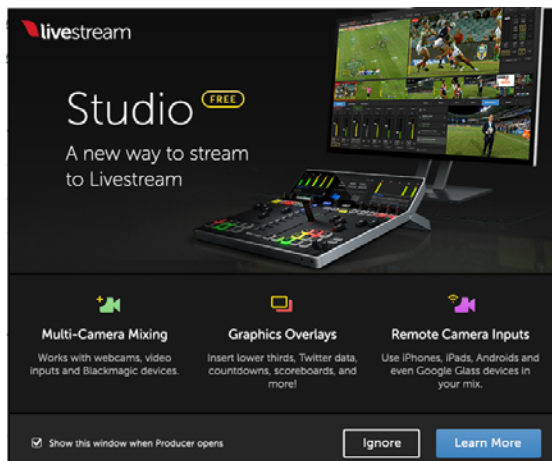 livestream
Studio FREE
A new way to stream
to Livestream
Multi-Camera Mixing
Works with webcams, video
inputs and Blackmagic devices.
Graphics Overlays
Insert lower thirds, Twitter data,
countdowns, scoreboards, and
more!
Remote Camera Inputs
Use iPhones, iPads, Androids and
even Google Glass devices in
your mix.
Show this window when Producer opens
Ignore
Learn More